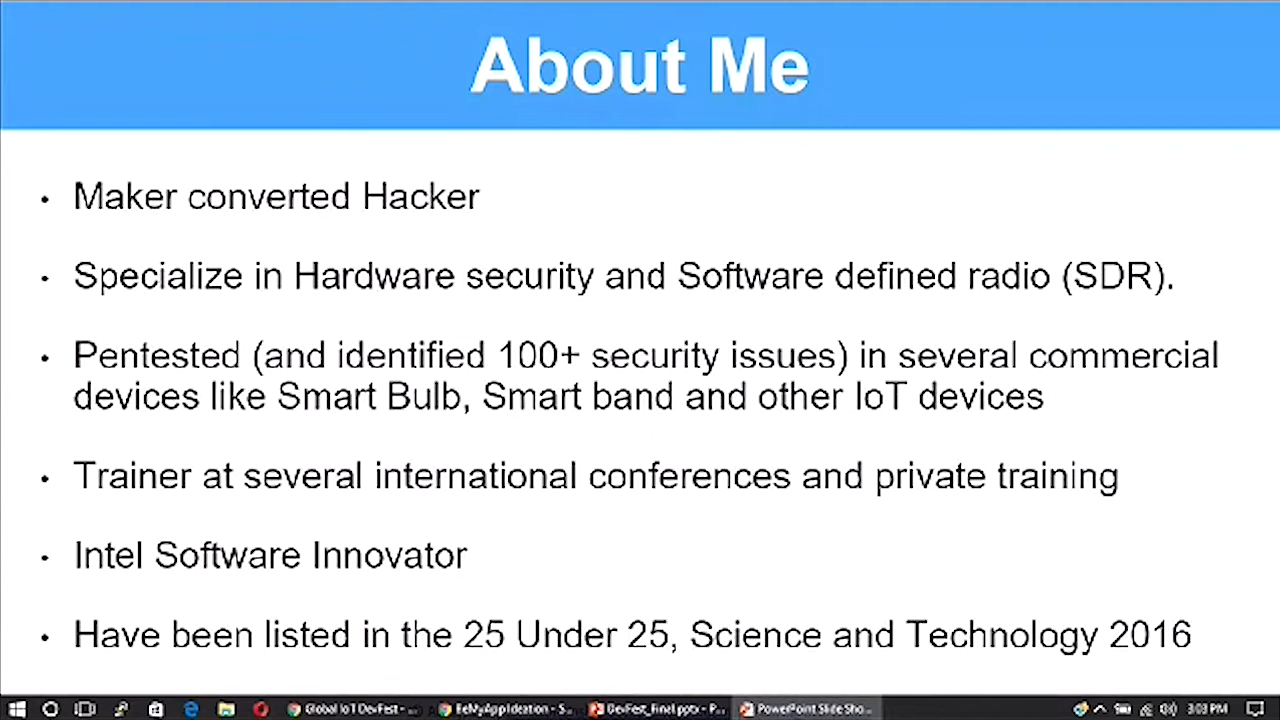 About Me
• Maker converted Hacker
• Specialize in Hardware security and Software defined radio (SDR).
• Pentested (and identified 100+ security issues) in several commercial
devices like Smart Bulb, Smart band and other IoT devices
• Trainer at several international conferences and private training
• Intel Software Innovator
• Have been listed in the 25 Under 25, Science and Technology 2016
Global IoT DevFest - ... EeMyAppIdeation - S... DevFest_Final.pptx - P... PowerPoint Slide Sho... 3:03 PM